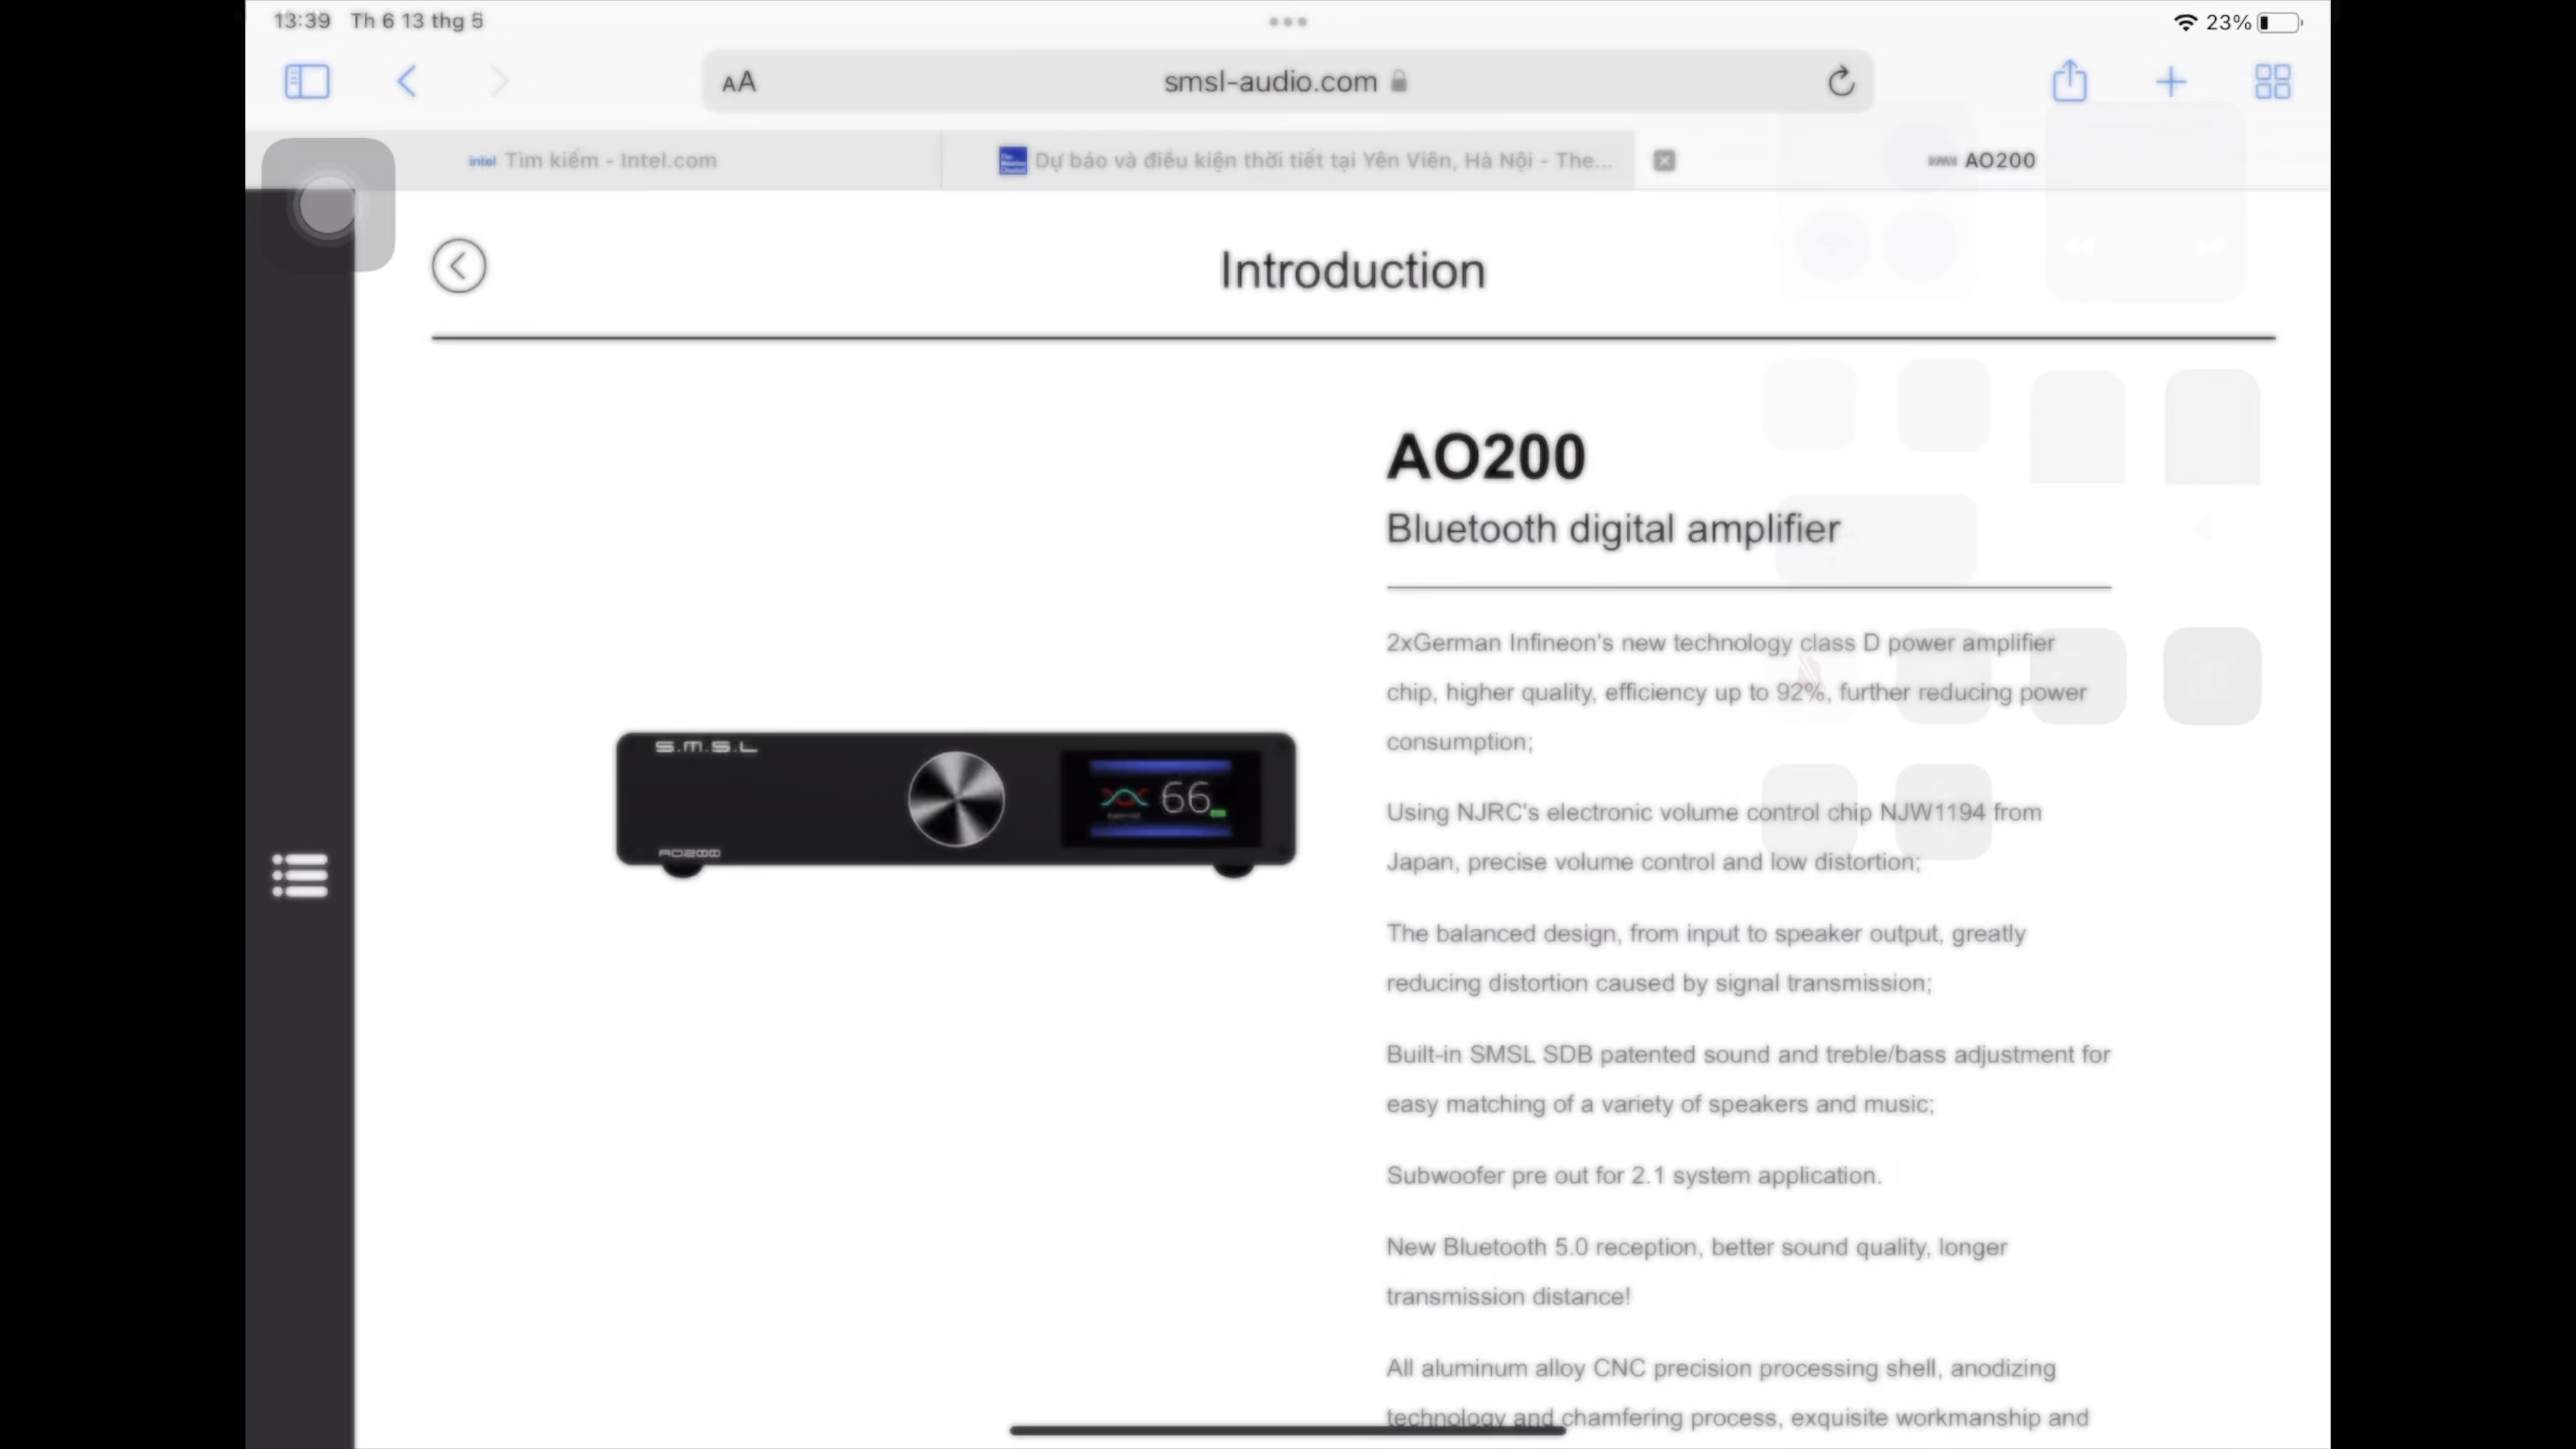 13:39 Th 6 13 thg 5
23%
AA
smsl-audio.com
intel Tìm kiếm - Intel.com
Dự báo và điều kiện thời tiết tại Yên Viên, Hà Nội - The...
AO200
Introduction
AO200
Bluetooth digital amplifier
2xGerman Infineon's new technology class D power amplifier
chip, higher quality, efficiency up to 92%, further reducing power
consumption;
Using NJRC's electronic volume control chip NJW1194 from
Japan, precise volume control and low distortion;
The balanced design, from input to speaker output, greatly
reducing distortion caused by signal transmission;
Built-in SMSL SDB patented sound and treble/bass adjustment for
easy matching of a variety of speakers and music;
Subwoofer pre out for 2.1 system application.
New Bluetooth 5.0 reception, better sound quality, longer
transmission distance!
All aluminum alloy CNC precision processing shell, anodizing
technology and chamfering process, exquisite workmanship and
S.M.S.L
66
AO200